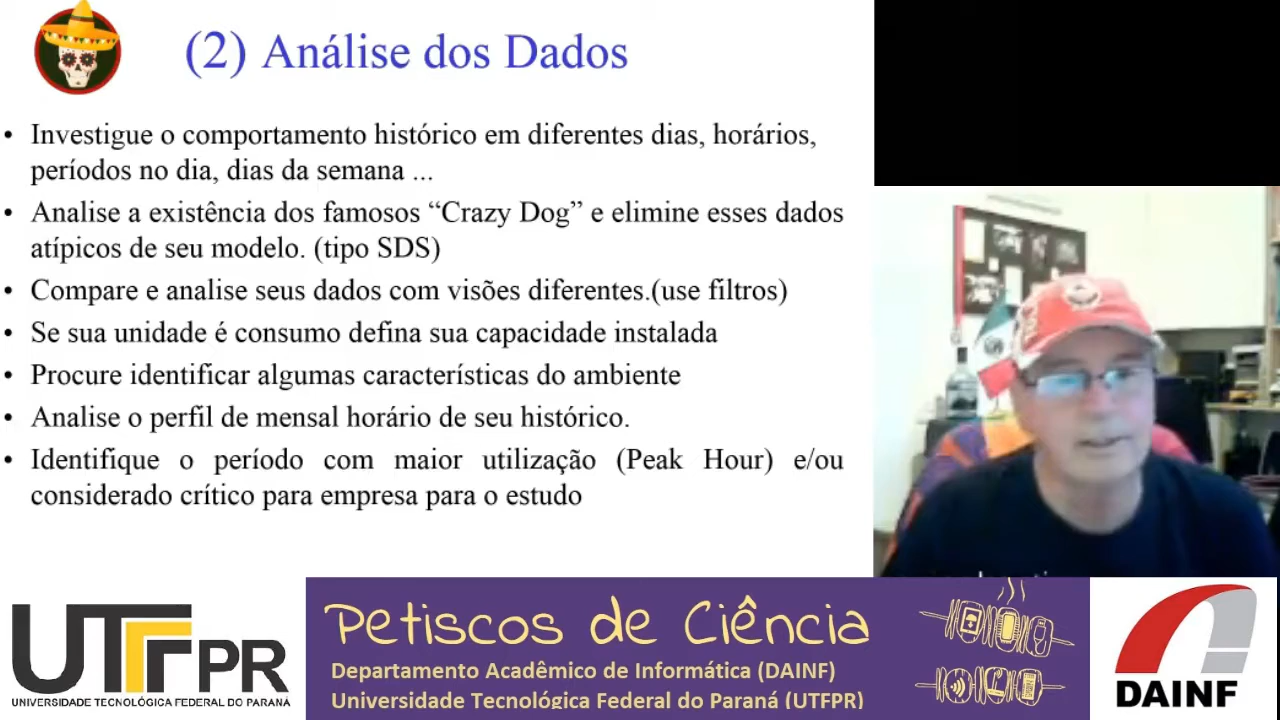 (2) Análise dos Dados
• Investigue o comportamento histórico em diferentes dias, horários,
períodos no dia, dias da semana ...
• Analise a existência dos famosos “Crazy Dog” e elimine esses dados
atípicos de seu modelo. (tipo SDS)
• Compare e analise seus dados com visões diferentes.(use filtros)
• Se sua unidade é consumo defina sua capacidade instalada
• Procure identificar algumas características do ambiente
• Analise o perfil de mensal horário de seu histórico.
• Identifique o período com maior utilização (Peak Hour) e/ou
considerado crítico para empresa para o estudo
UTFPR
UNIVERSIDADE TECNOLÓGICA FEDERAL DO PARANÁ
Petiscos de Ciência
Departamento Acadêmico de Informática (DAINF)
Universidade Tecnológica Federal do Paraná (UTFPR)
DAINF